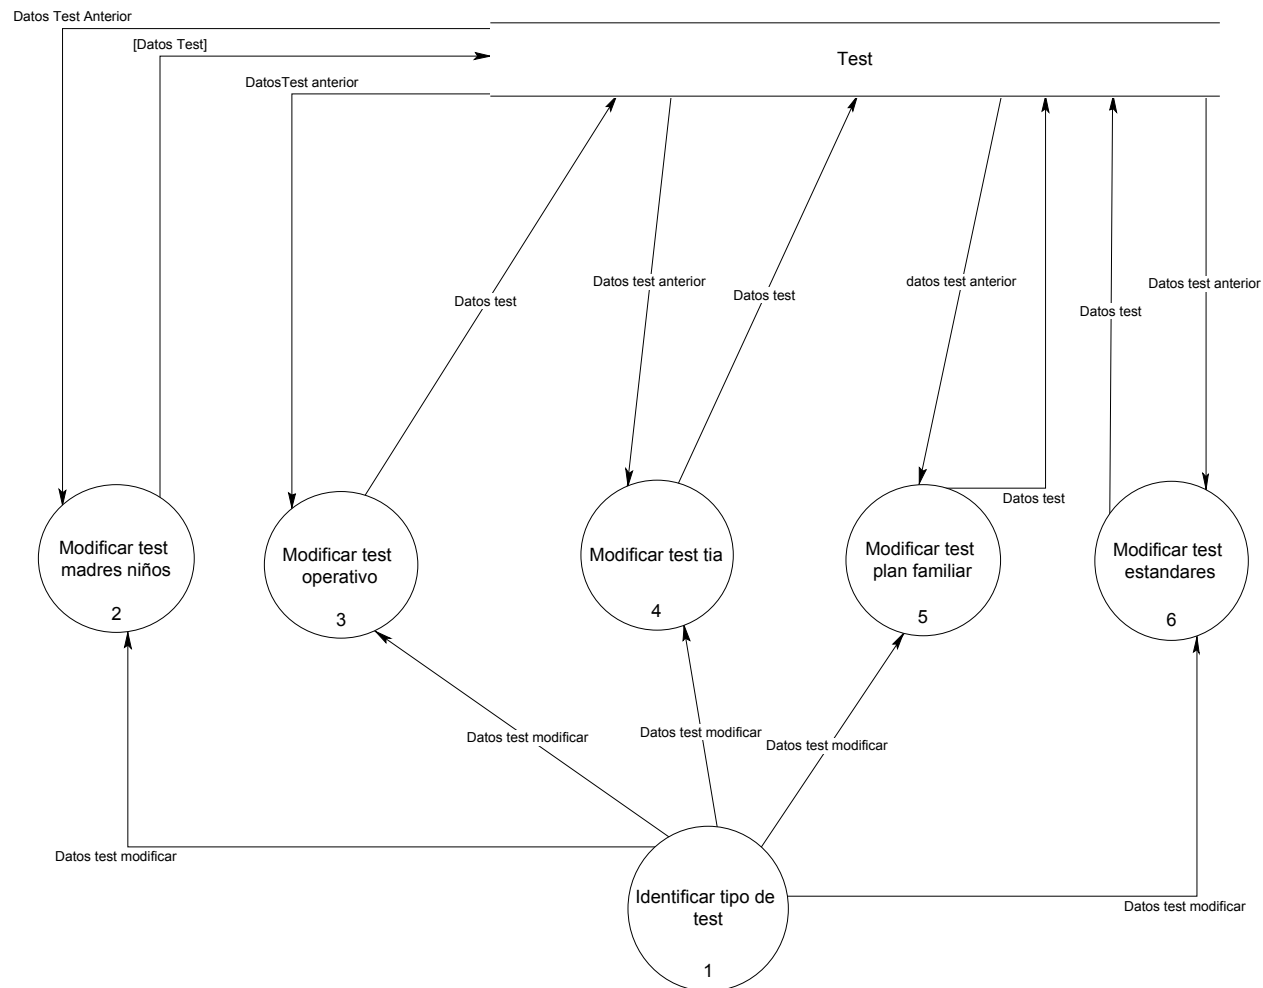 Datos Test Anterior
[Datos Test]
Test
DatosTest anterior
Datos test anterior
datos test anterior
Datos test anterior
Datos test
Datos test
Datos test
Datos test
Modificar test
madres niños
2
Modificar test
operativo
3
Modificar test tia
4
Modificar test
plan familiar
5
Modificar test
estandares
6
Datos test modificar
Datos test modificar
Datos test modificar
Datos test modificar
Datos test modificar
Identificar tipo de
test
1